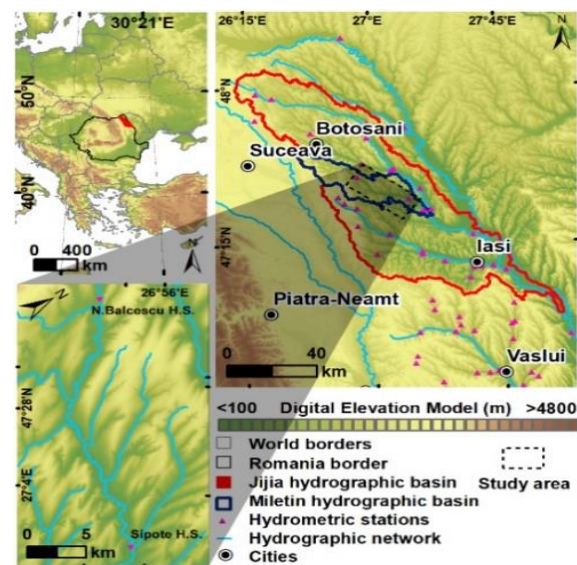 30°21'E
50°N
40°N
0 400
km
26°15'E 27°E 27°45'E
N
48°N
47°15'N
Botosani
Suceava
Iasi
Piatra-Neamt
Vaslui
0 40
km
N
26°56'E
N.Balcescu H.S.
47°28'N
27°4'E
Sipote H.S.
0 5
km
<100 Digital Elevation Model (m) >4800
World borders
Romania border
Jijia hydrographic basin
Miletin hydrographic basin
Hydrometric stations
Hydrographic network
Cities
Study area